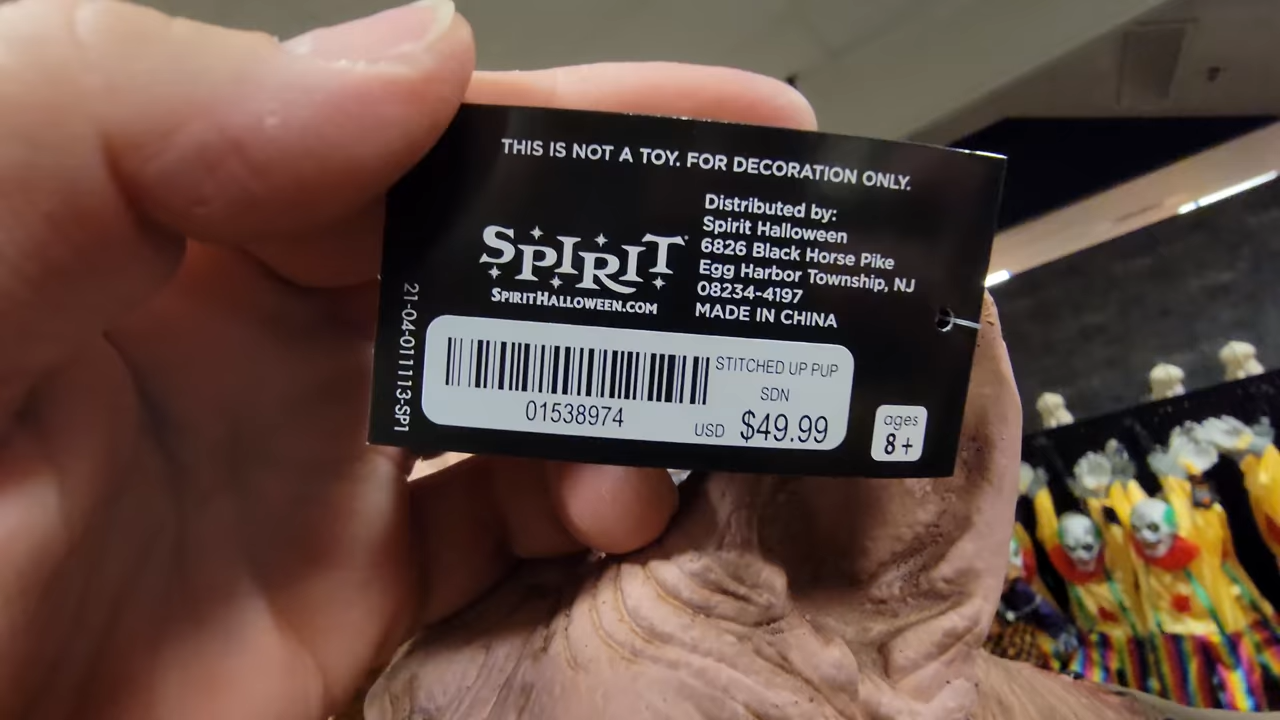 THIS IS NOT A TOY. FOR DECORATION ONLY.
SPIRIT
SPIRITHALLOWEEN.COM
Distributed by:
Spirit Halloween
6826 Black Horse Pike
Egg Harbor Township, NJ
08234-4197
MADE IN CHINA
21-04-011113-SP1
STITCHED UP PUP
SDN
01538974
USD $49.99
ages
8+